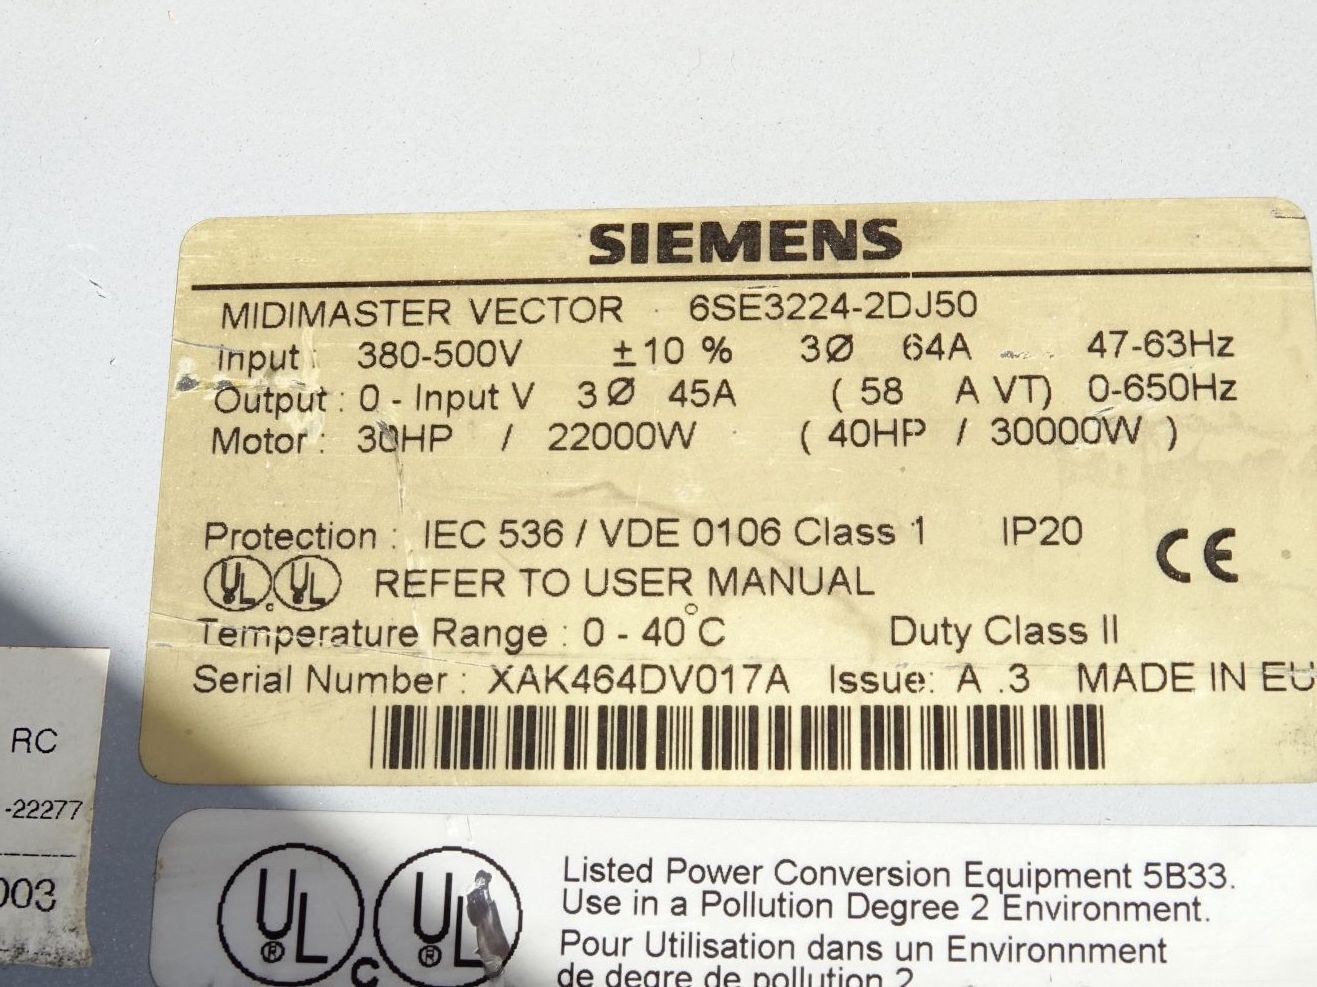 SIEMENS
MIDIMASTER VECTOR 6SE3224-2DJ50
Input : 380-500V ±10 % 3Ø 64A 47-63Hz
Output : 0 - Input V 3Ø 45A ( 58 A VT) 0-650Hz
Motor : 30HP / 22000W ( 40HP / 30000W )
Protection : IEC 536 / VDE 0106 Class 1 IP20 CE
UL c UL REFER TO USER MANUAL
Temperature Range : 0 - 40°C Duty Class II
Serial Number : XAK464DV017A Issue: A .3 MADE IN EU
RC
-22277
003
UL® c UL®
Listed Power Conversion Equipment 5B33.
Use in a Pollution Degree 2 Environment.
Pour Utilisation dans un Environnment
de degre de pollution 2